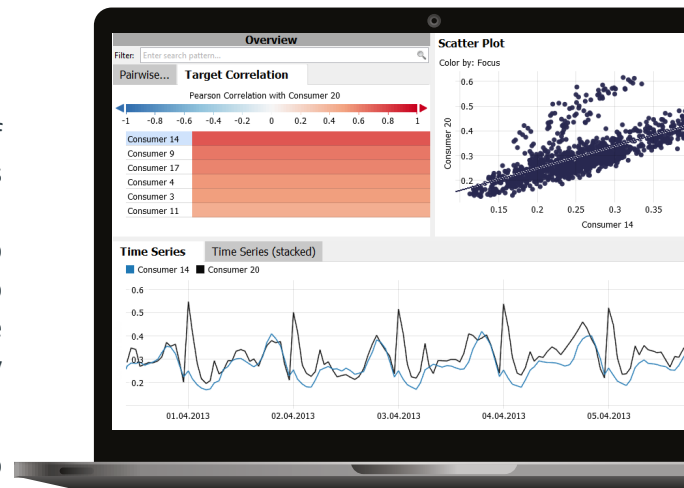 Overview
Filter: Enter search pattern...
Pairwise... Target Correlation
Pearson Correlation with Consumer 20
-1 -0.8 -0.6 -0.4 -0.2 0 0.2 0.4 0.6 0.8 1
Consumer 14
Consumer 9
Consumer 17
Consumer 4
Consumer 3
Consumer 11
Scatter Plot
Color by: Focus
Consumer 20
0.6
0.5
0.4
0.3
0.2
0.15 0.2 0.25 0.3 0.35
Consumer 14
Time Series Time Series (stacked)
Consumer 14 Consumer 20
0.6
0.5
0.4
0.3
0.2
01.04.2013 02.04.2013 03.04.2013 04.04.2013 05.04.2013